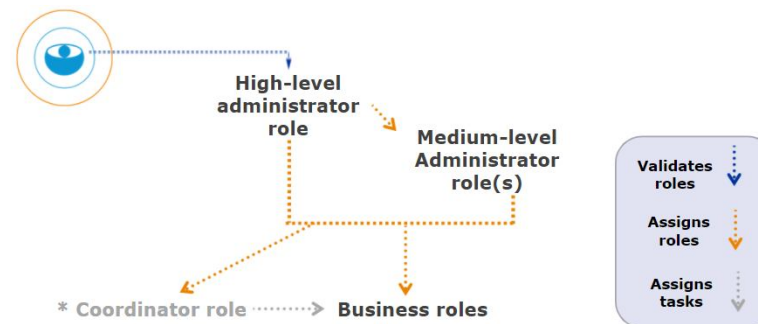 High-level
administrator
role
Medium-level
Administrator
role(s)
* Coordinator role
Business roles
Validates
roles
Assigns
roles
Assigns
tasks